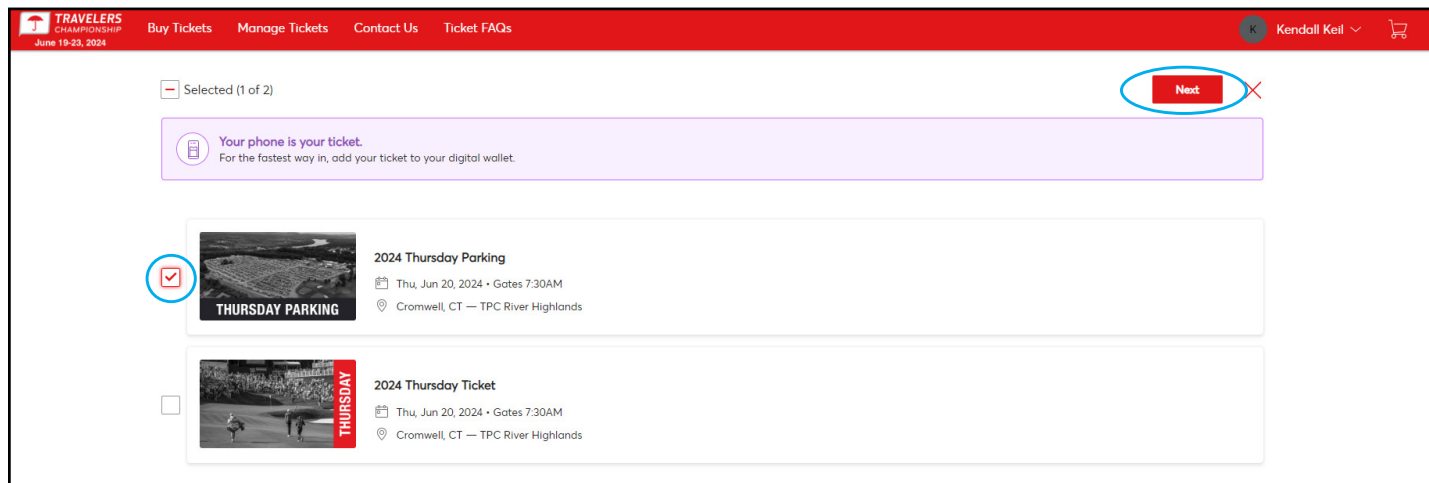 TRAVELERS
CHAMPIONSHIP
June 19-23, 2024
Buy Tickets Manage Tickets Contact Us Ticket FAQs
K Kendall Keil
Selected (1 of 2)
Next
Your phone is your ticket.
For the fastest way in, add your ticket to your digital wallet.
THURSDAY PARKING
2024 Thursday Parking
Thu, Jun 20, 2024 • Gates 7:30AM
Cromwell, CT — TPC River Highlands
THURSDAY
2024 Thursday Ticket
Thu, Jun 20, 2024 • Gates 7:30AM
Cromwell, CT — TPC River Highlands